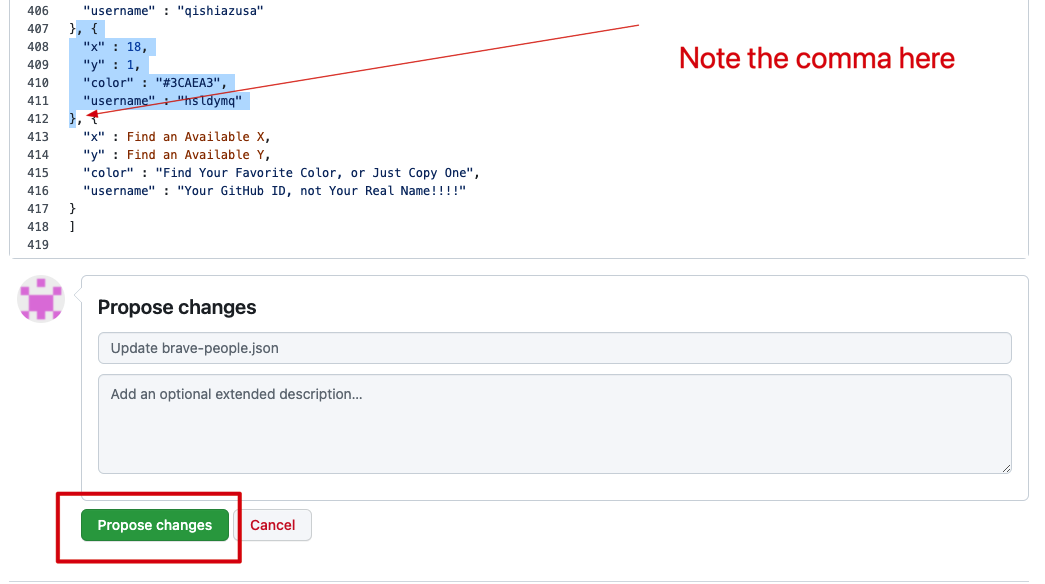 406 "username" : "qishiazusa"
407 }, {
408 "x" : 18,
409 "y" : 1,
410 "color" : "#3CAEA3",
411 "username" : "hsldymq"
412 }, {
413 "x" : Find an Available X,
414 "y" : Find an Available Y,
415 "color" : "Find Your Favorite Color, or Just Copy One",
416 "username" : "Your GitHub ID, not Your Real Name!!!!"
417 }
418 ]
419
Note the comma here
Propose changes
Update brave-people.json
Add an optional extended description...
Propose changes
Cancel